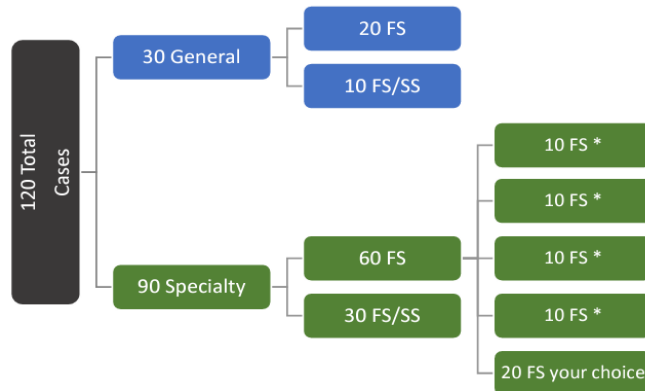 120 Total
Cases
30 General
20 FS
10 FS/SS
90 Specialty
60 FS
30 FS/SS
10 FS *
10 FS *
10 FS *
10 FS *
20 FS your choice